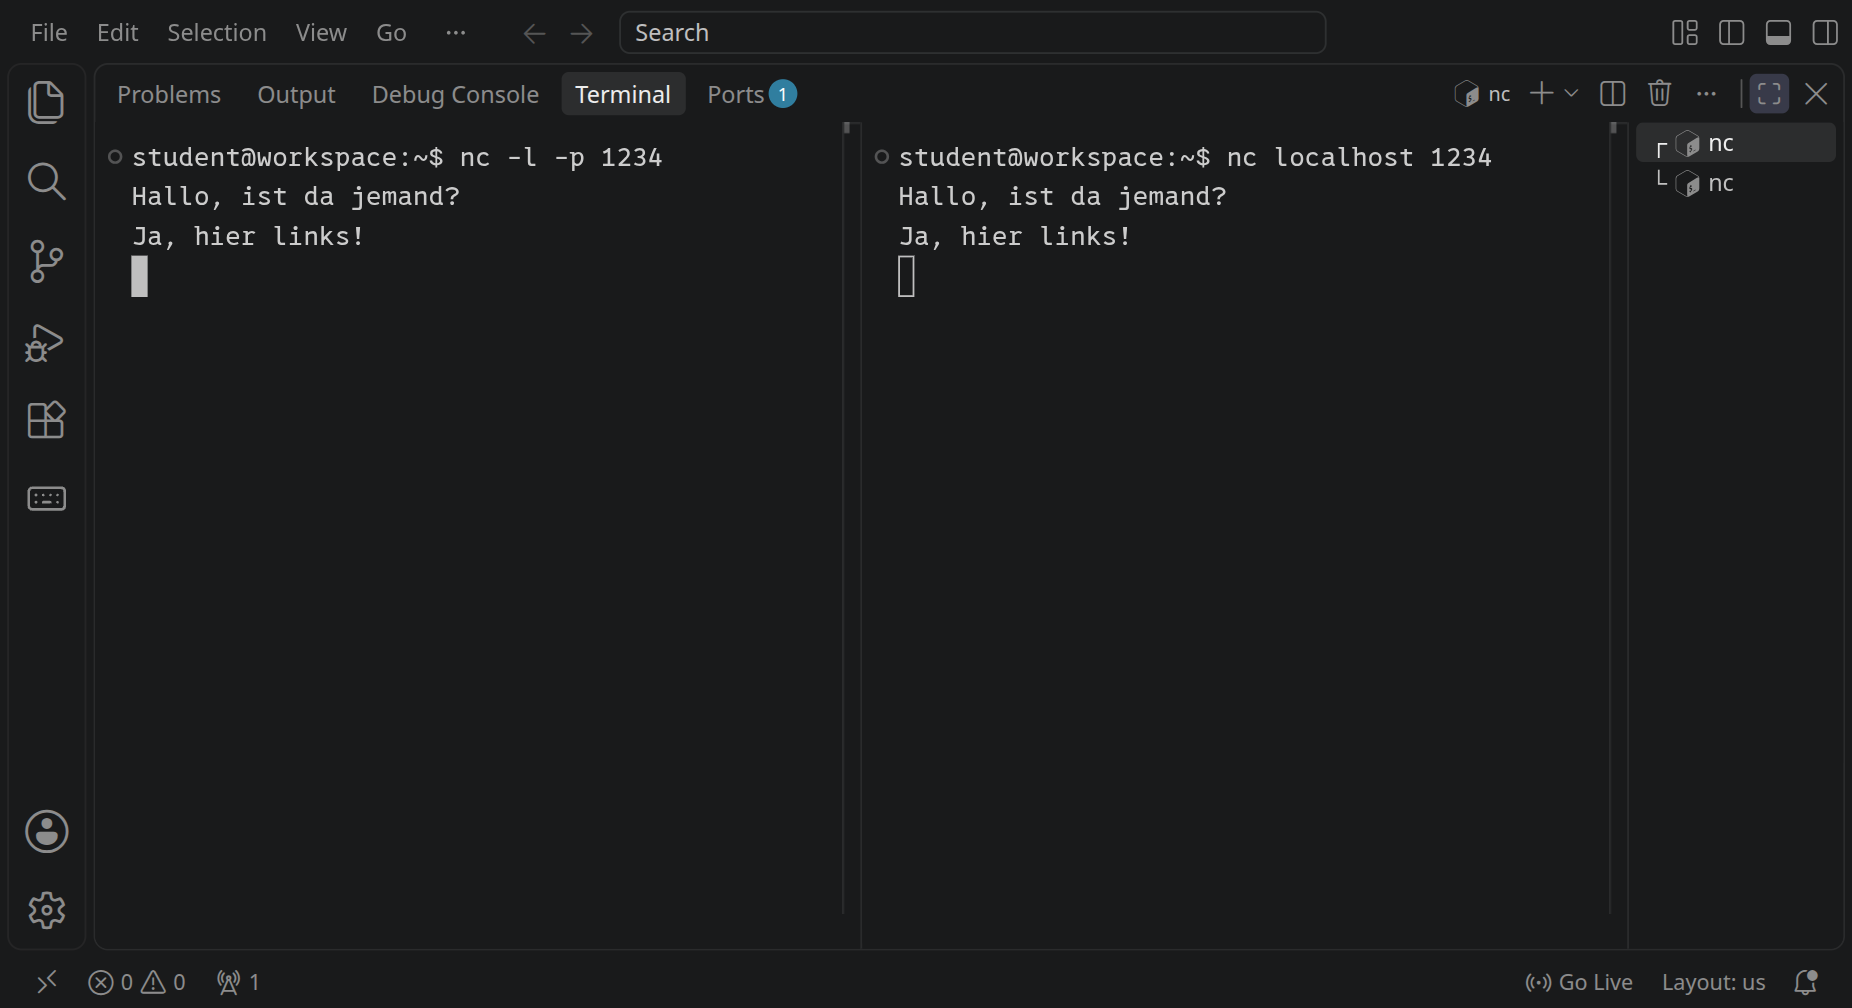 File Edit Selection View Go ··· Search
Problems Output Debug Console Terminal Ports 1 nc
student@workspace:~$ nc -l -p 1234
Hallo, ist da jemand?
Ja, hier links!
student@workspace:~$ nc localhost 1234
Hallo, ist da jemand?
Ja, hier links!
nc
nc
0 0 1 Go Live Layout: us